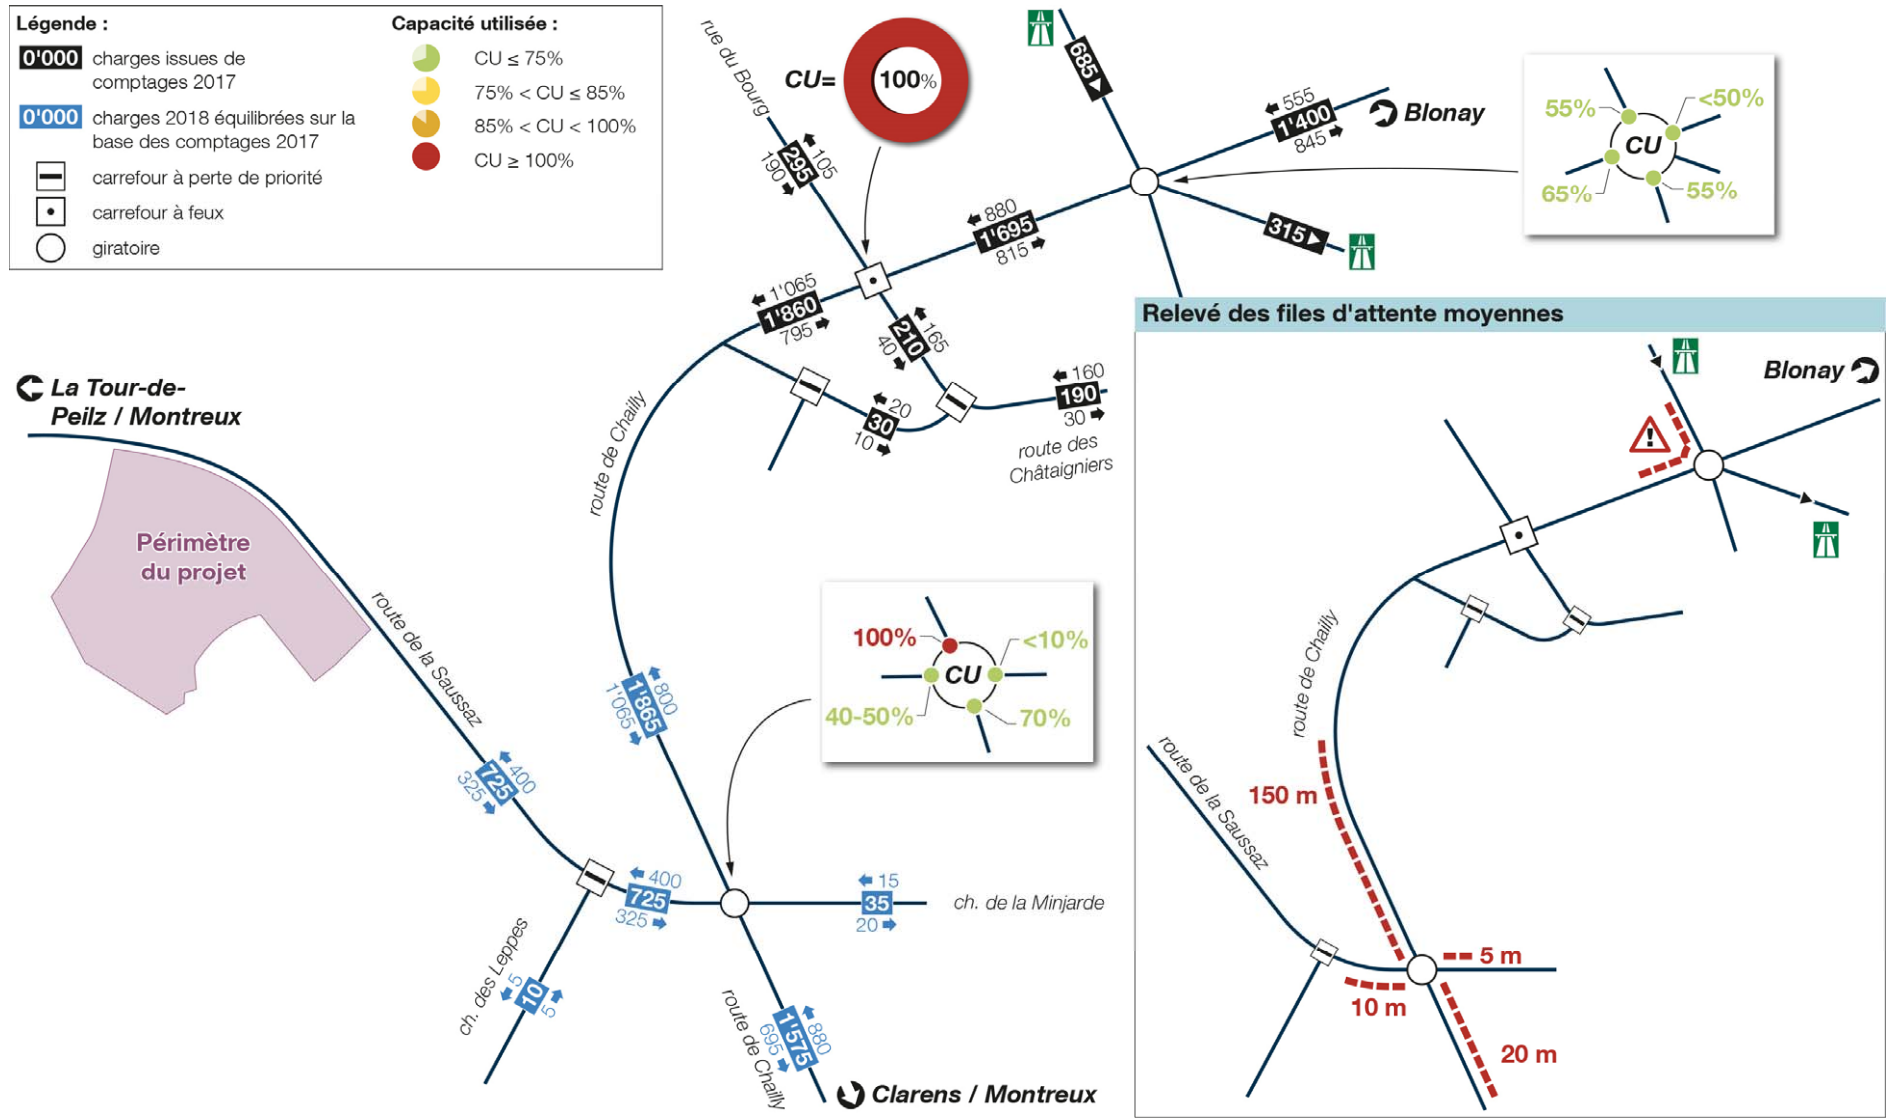 Légende :
0'000 charges issues de
comptages 2017
0'000 charges 2018 équilibrées sur la
base des comptages 2017
carrefour à perte de priorité
carrefour à feux
giratoire
Capacité utilisée :
CU ≤ 75%
75% < CU ≤ 85%
85% < CU < 100%
CU ≥ 100%
rue du Bourg
CU=
100%
685
555
1'400
845
Blonay
55%
<50%
CU
65%
55%
105
295
190
880
1'695
815
315
1'065
1'860
795
165
210
40
160
190
30
20
30
10
route des
Châtaigniers
La Tour-de-
Peilz / Montreux
Périmètre
du projet
route de Chailly
route de la Saussaz
100%
<10%
CU
40-50%
70%
800
1'865
1'065
400
725
325
400
725
325
15
35
20
ch. de la Minjarde
ch. des Leppes
5
10
5
route de Chailly
880
1'575
695
Clarens / Montreux
Relevé des files d'attente moyennes
Blonay
!
route de Chailly
route de la Saussaz
150 m
5 m
10 m
20 m